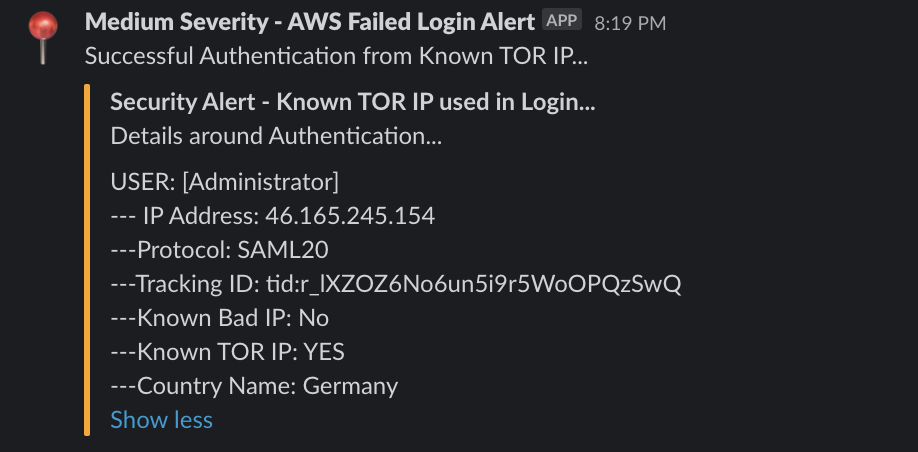 Medium Severity - AWS Failed Login Alert APP 8:19 PM
Successful Authentication from Known TOR IP...
Security Alert - Known TOR IP used in Login...
Details around Authentication...
USER: [Administrator]
--- IP Address: 46.165.245.154
---Protocol: SAML20
---Tracking ID: tid:r_lXZOZ6No6un5i9r5WoOPQzSwQ
---Known Bad IP: No
---Known TOR IP: YES
---Country Name: Germany
Show less